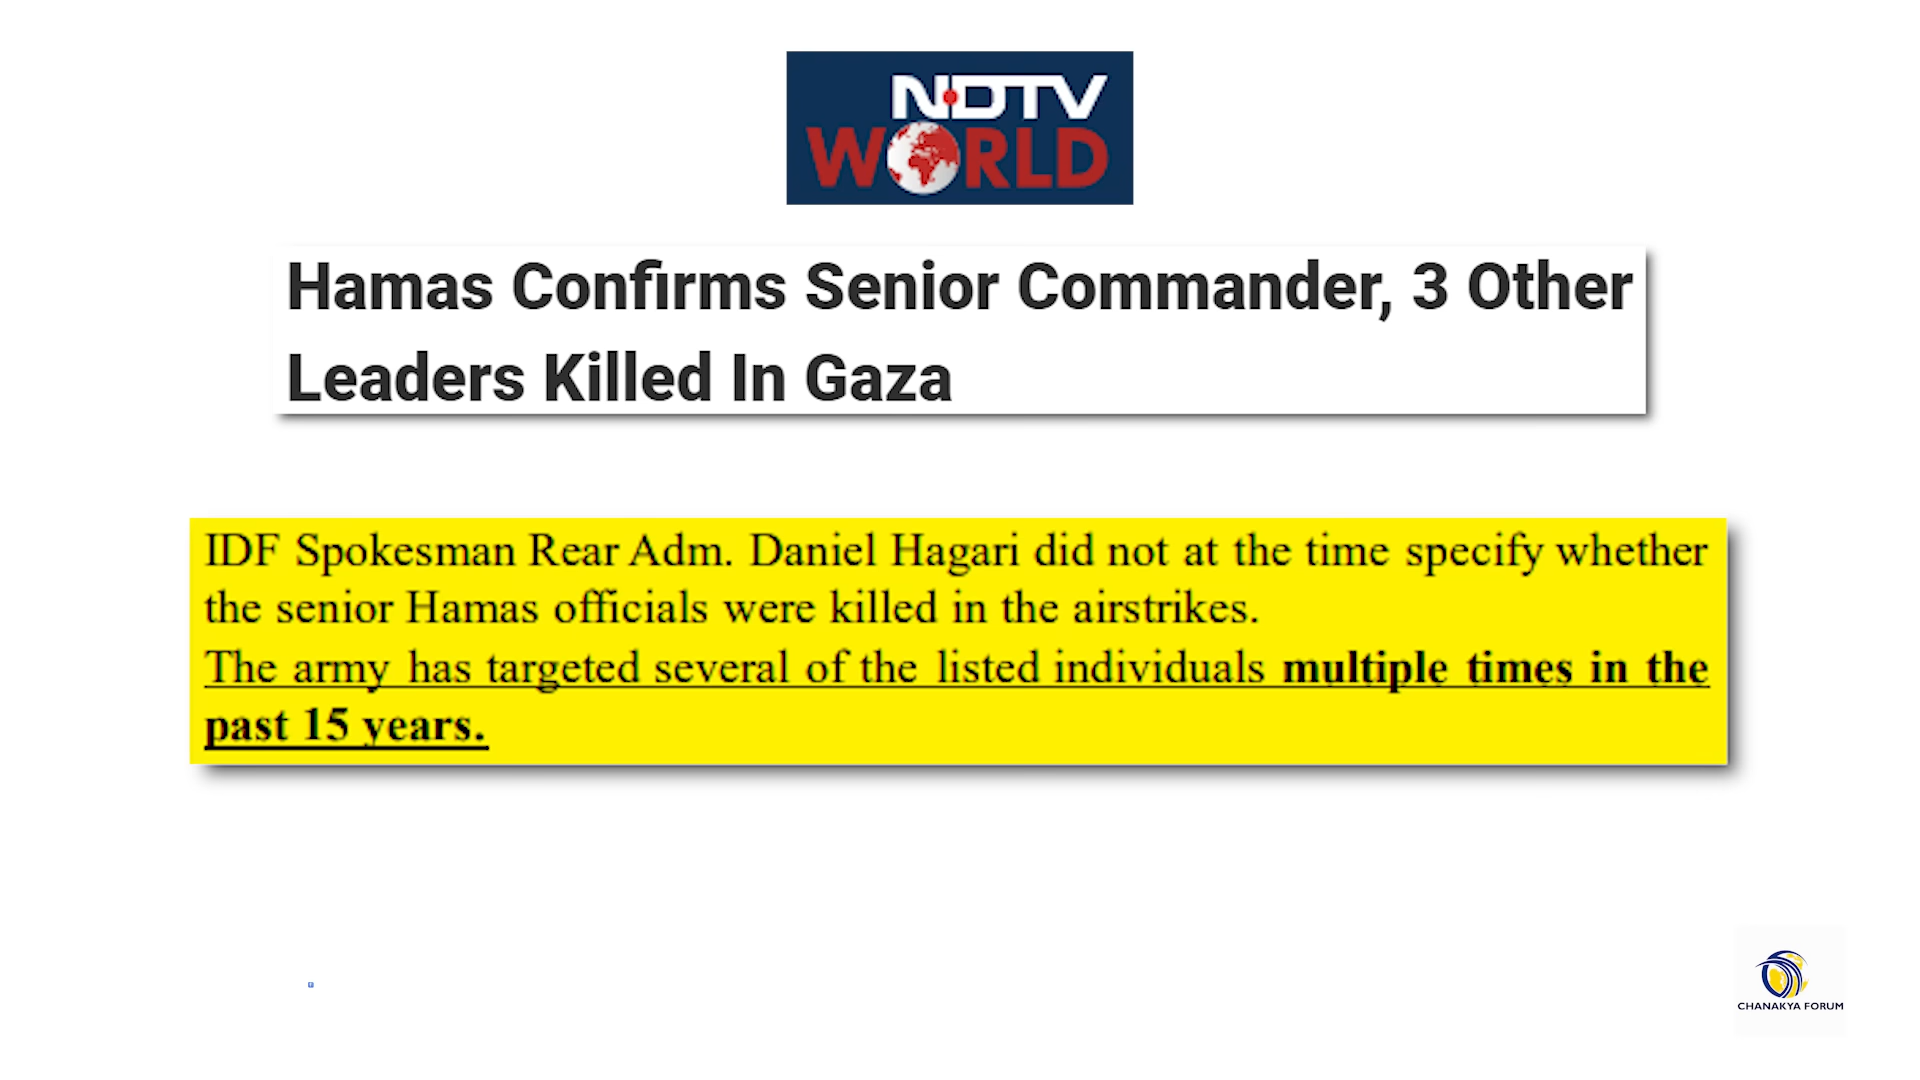 NDTV
WORLD
Hamas Confirms Senior Commander, 3 Other
Leaders Killed In Gaza
IDF Spokesman Rear Adm. Daniel Hagari did not at the time specify whether
the senior Hamas officials were killed in the airstrikes.
The army has targeted several of the listed individuals multiple times in the
past 15 years.
CHANAKYA FORUM